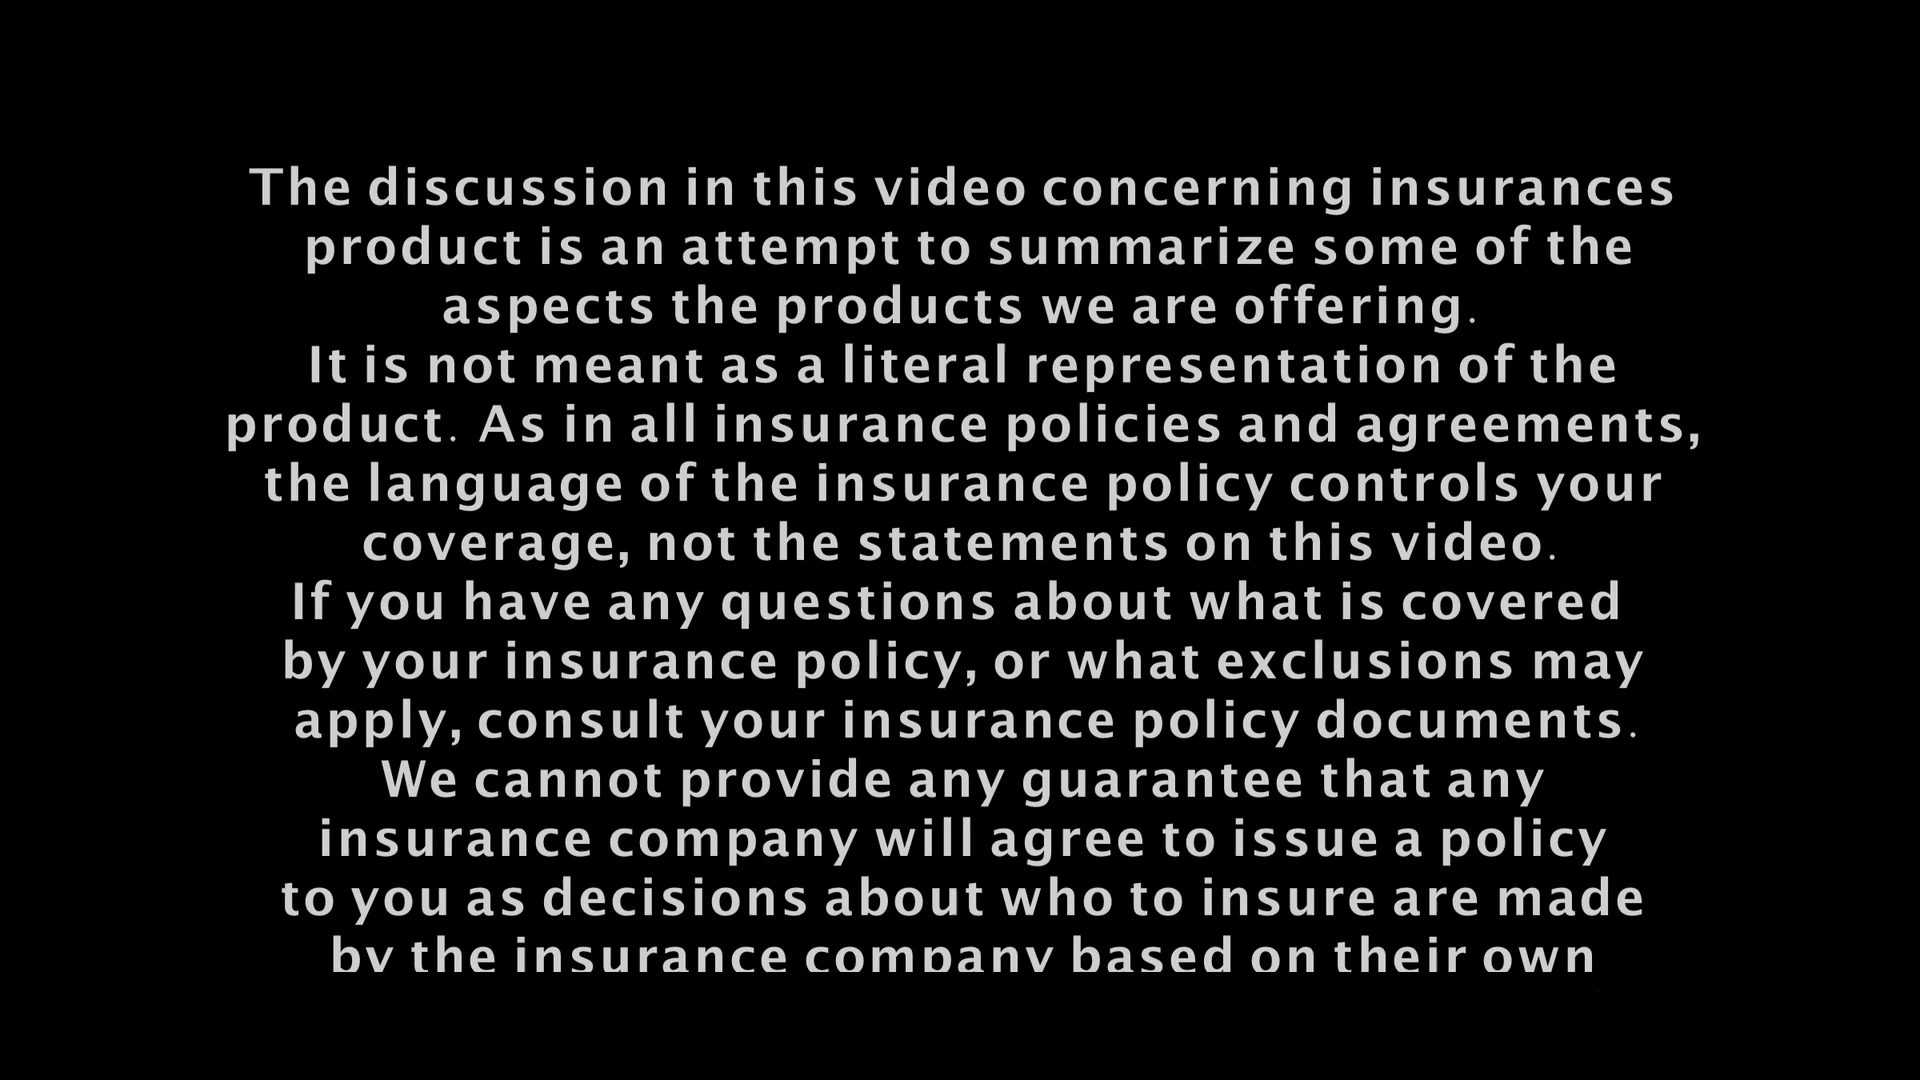 The discussion in this video concerning insurances
product is an attempt to summarize some of the
aspects the products we are offering.
It is not meant as a literal representation of the
product. As in all insurance policies and agreements,
the language of the insurance policy controls your
coverage, not the statements on this video.
If you have any questions about what is covered
by your insurance policy, or what exclusions may
apply, consult your insurance policy documents.
We cannot provide any guarantee that any
insurance company will agree to issue a policy
to you as decisions about who to insure are made
by the insurance company based on their own